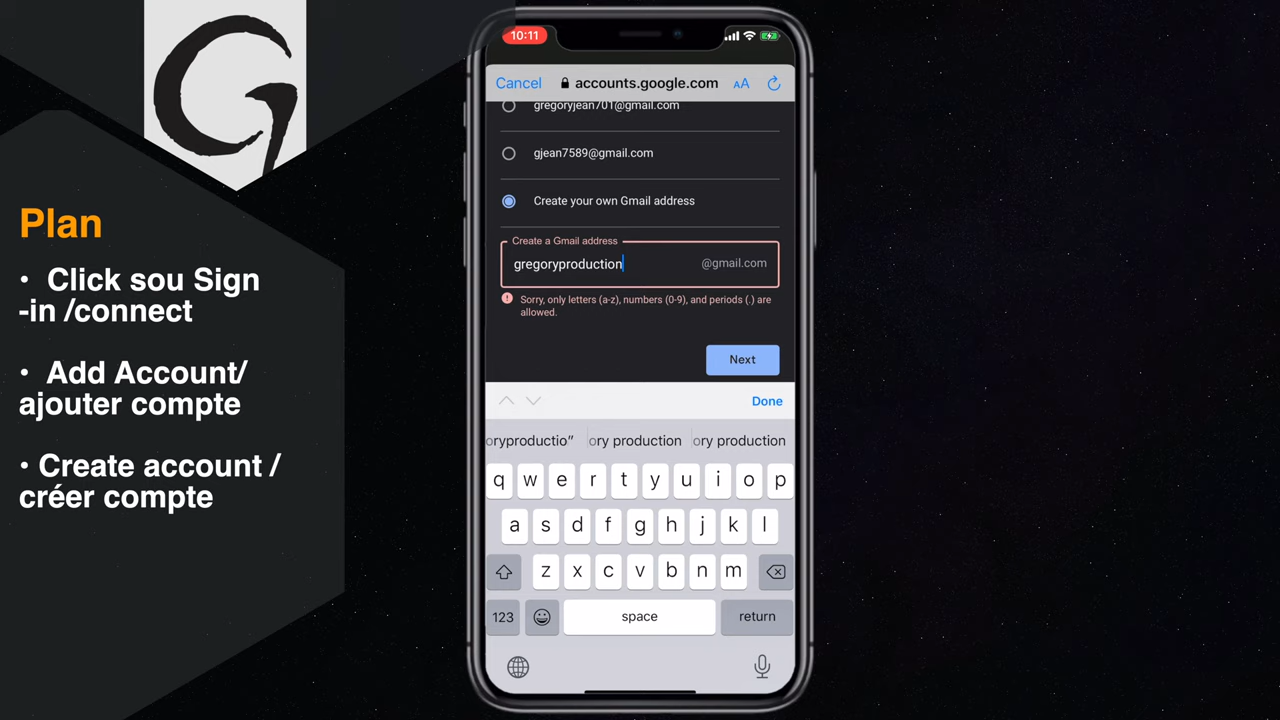 G
Plan
• Click sou Sign
-in /connect
• Add Account/
ajouter compte
• Create account /
créer compte
10:11
Cancel
accounts.google.com
AA
gregoryjean701@gmail.com
gjean7589@gmail.com
Create your own Gmail address
Create a Gmail address
gregoryproduction
@gmail.com
Sorry, only letters (a-z), numbers (0-9), and periods (.) are
allowed.
Next
Done
oryproductio” ory production ory production
q w e r t y u i o p
a s d f g h j k l
z x c v b n m
123 space return